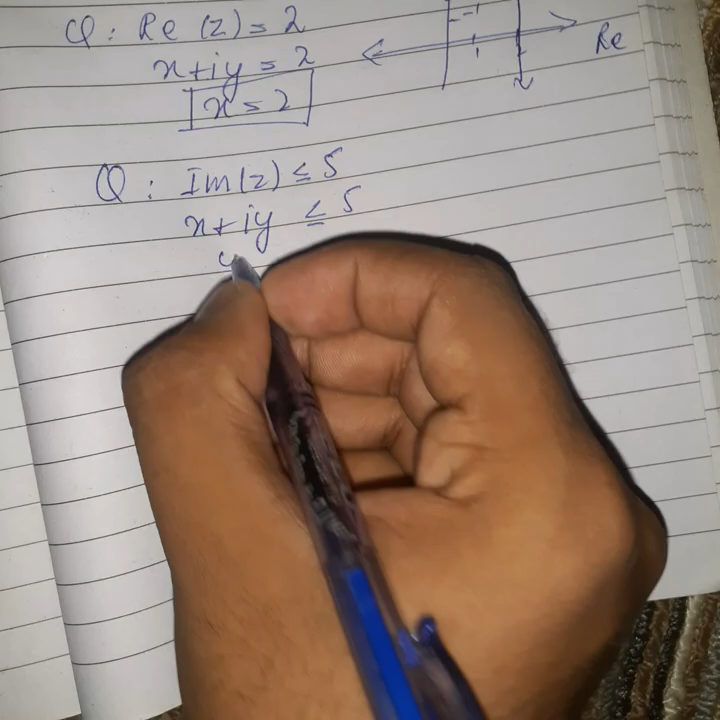 Q: Re(z) = 2
x+iy = 2
x = 2
Re
Q: Im(z) ≤ 5
x+iy ≤ 5